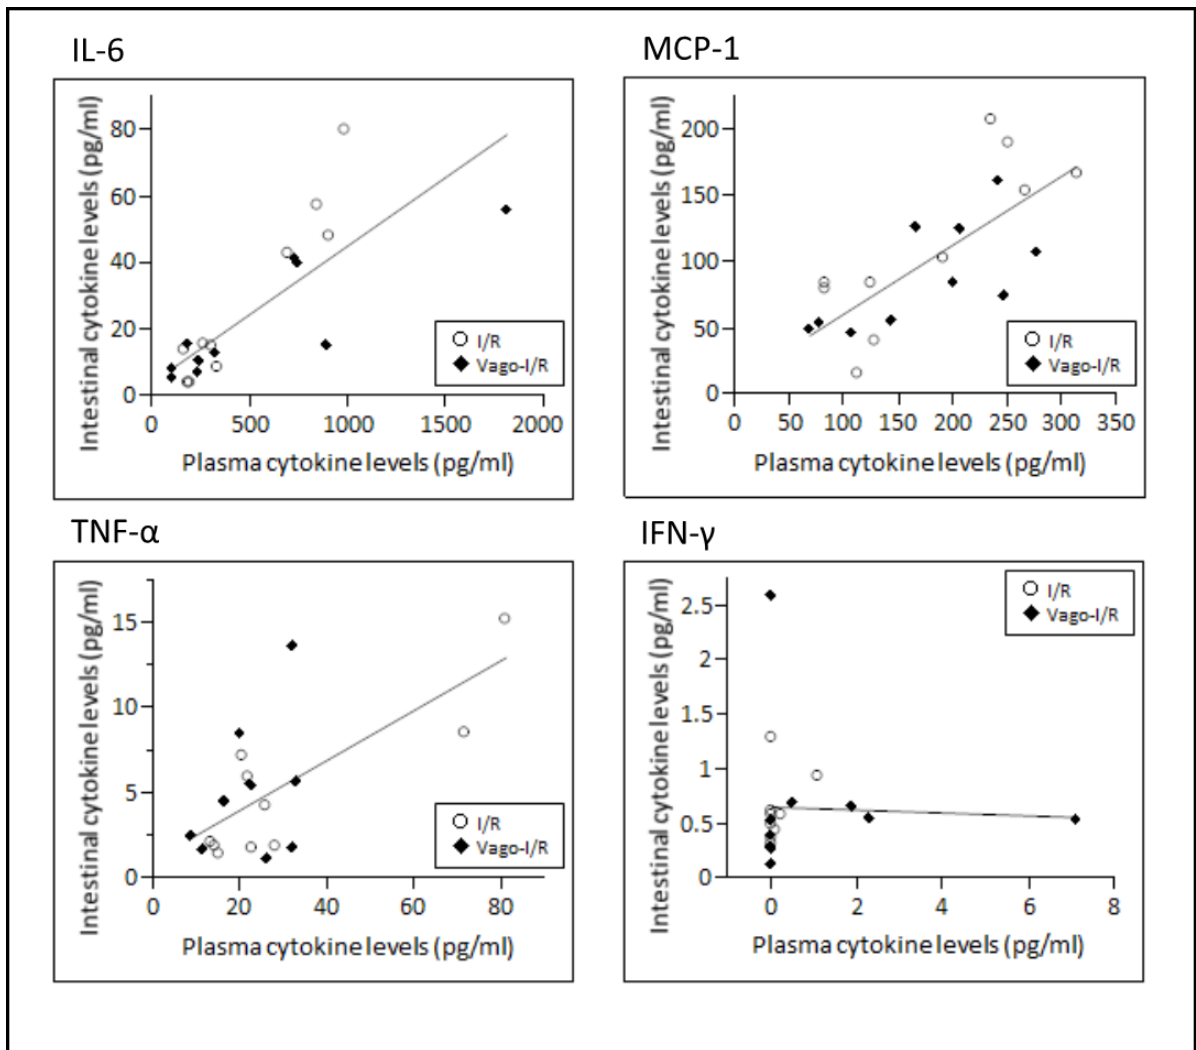 IL-6
Intestinal cytokine levels (pg/ml)
80
60
40
20
0
0 500 1000 1500 2000
Plasma cytokine levels (pg/ml)
I/R
Vago-I/R
MCP-1
Intestinal cytokine levels (pg/ml)
200
150
100
50
0
0 50 100 150 200 250 300 350
Plasma cytokine levels (pg/ml)
I/R
Vago-I/R
TNF-α
Intestinal cytokine levels (pg/ml)
15
10
5
0
0 20 40 60 80
Plasma cytokine levels (pg/ml)
I/R
Vago-I/R
IFN-γ
Intestinal cytokine levels (pg/ml)
2.5
2
1.5
1
0.5
0
0 2 4 6 8
Plasma cytokine levels (pg/ml)
I/R
Vago-I/R